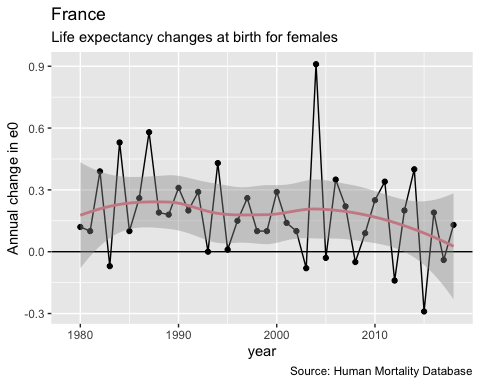 France
Life expectancy changes at birth for females
Annual change in e0
0.9
0.6
0.3
0.0
-0.3
1980 1990 2000 2010
year
Source: Human Mortality Database